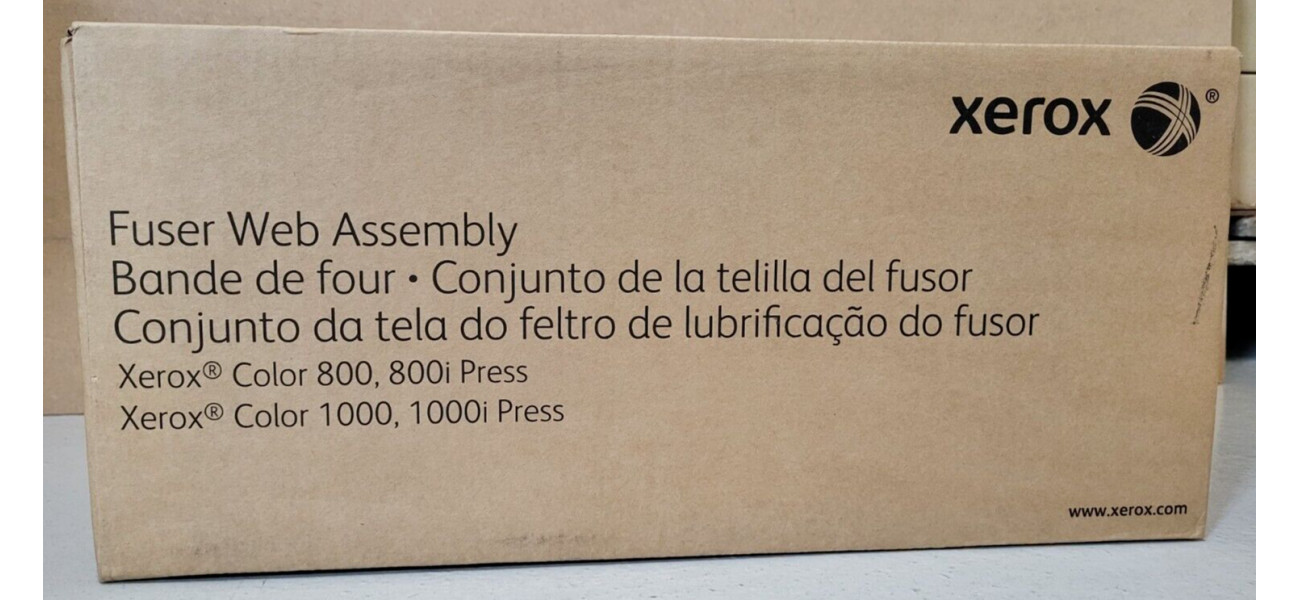 xerox ®
Fuser Web Assembly
Bande de four • Conjunto de la telilla del fusor
Conjunto da tela do feltro de lubrificação do fusor
Xerox® Color 800, 800i Press
Xerox® Color 1000, 1000i Press
www.xerox.com